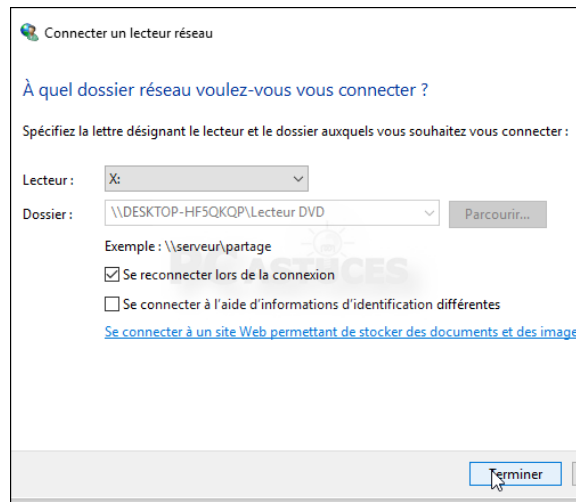 Connecter un lecteur réseau
À quel dossier réseau voulez-vous vous connecter ?
Spécifiez la lettre désignant le lecteur et le dossier auxquels vous souhaitez vous connecter :
Lecteur : X:
Dossier : \\DESKTOP-HF5QKQP\Lecteur DVD Parcourir...
Exemple : \\serveur\partage
PC ASTUCES
Se reconnecter lors de la connexion
Se connecter à l'aide d'informations d'identification différentes
Se connecter à un site Web permettant de stocker des documents et des image
Terminer